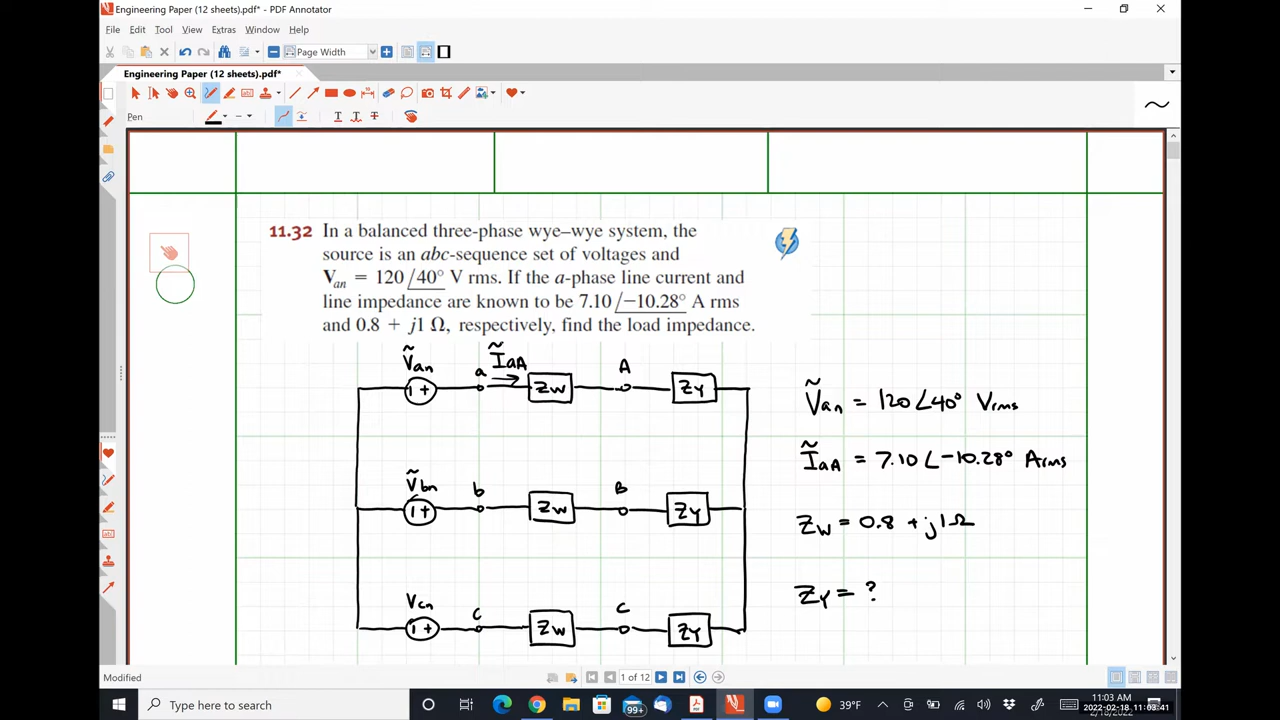 Engineering Paper (12 sheets).pdf* - PDF Annotator
File Edit Tool View Extras Window Help
Page Width
Engineering Paper (12 sheets).pdf*
Pen
11.32 In a balanced three-phase wye–wye system, the
source is an abc-sequence set of voltages and
Van = 120 /40° V rms. If the a-phase line current and
line impedance are known to be 7.10 /−10.28° A rms
and 0.8 + j1 Ω, respectively, find the load impedance.
Ṽan a ĨaA A
ZW ZY
Ṽan = 120∠40° Vrms
ĨaA = 7.10∠-10.28° Arms
Ṽbn b B
ZW ZY
ZW = 0.8 + j1Ω
ZY = ?
Vcn c C
ZW ZY
Modified 1 of 12
Type here to search 99+ 39°F 11:03 AM
2022-02-18 11:03:41